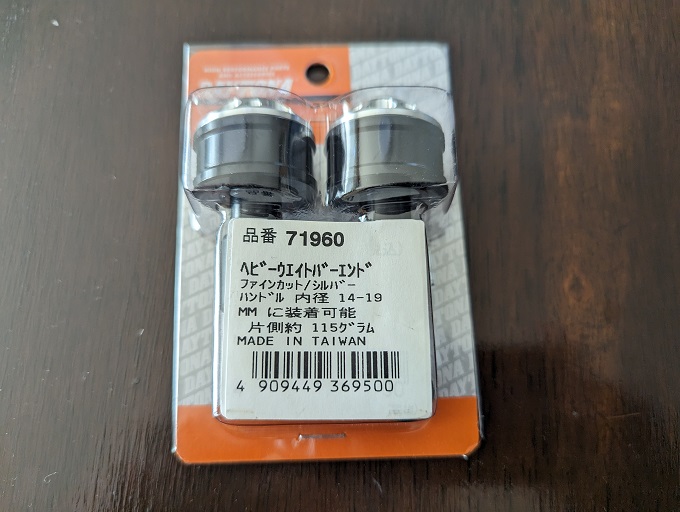 品番 71960
ﾍﾋﾞｰｳｴｲﾄﾊﾞｰｴﾝﾄﾞ
ﾌｧｲﾝｶｯﾄ/ｼﾙﾊﾞｰ
ﾊﾝﾄﾞﾙ 内径 14-19
MM に装着可能
片側約 115ｸﾞﾗﾑ
MADE IN TAIWAN
4 909449 369500